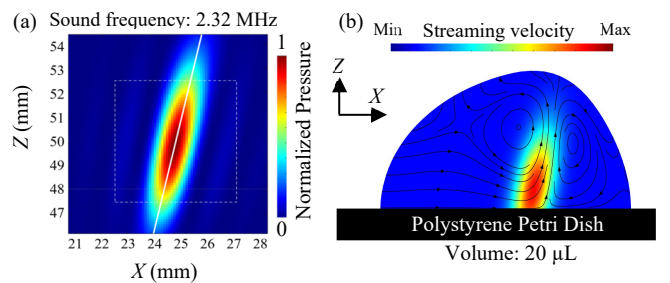 (a) Sound frequency: 2.32 MHz
54
53
52
51
50
49
48
47
Z (mm)
21 22 23 24 25 26 27 28
X (mm)
1
0
Normalized Pressure
(b)
Min Streaming velocity Max
Z
X
Polystyrene Petri Dish
Volume: 20 µL